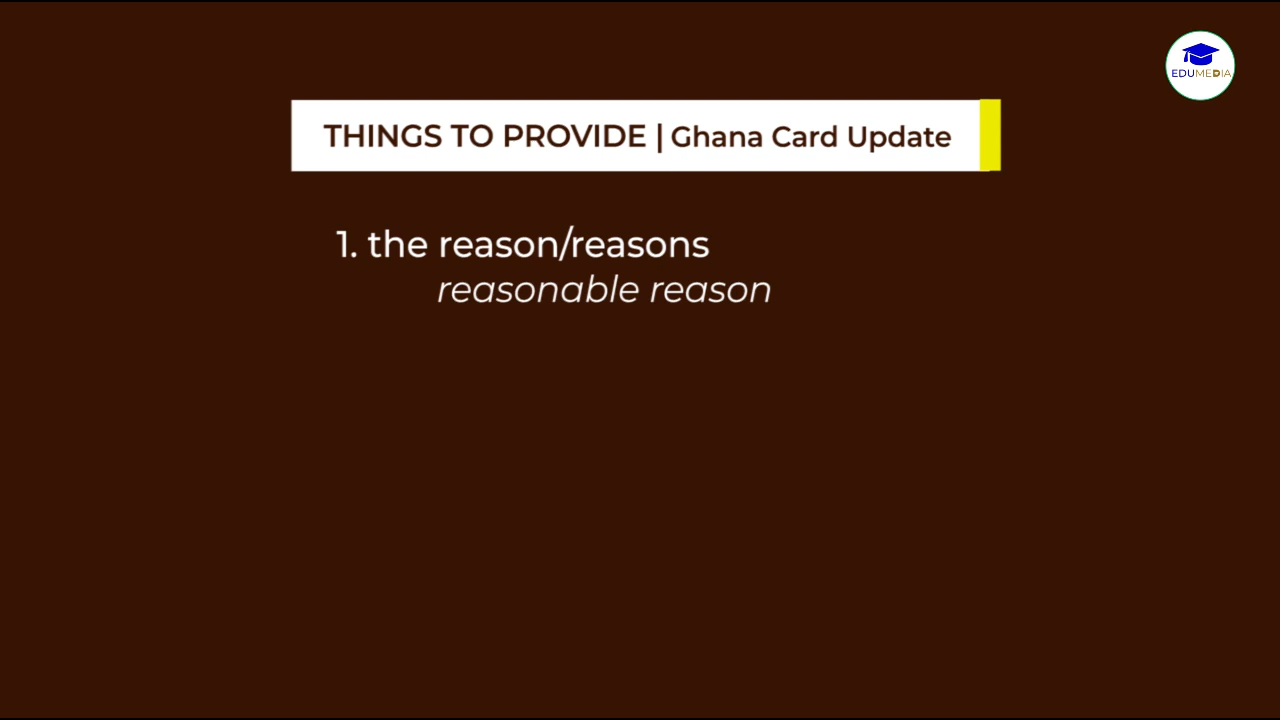 EDUMEDIA
THINGS TO PROVIDE | Ghana Card Update
1. the reason/reasons
reasonable reason